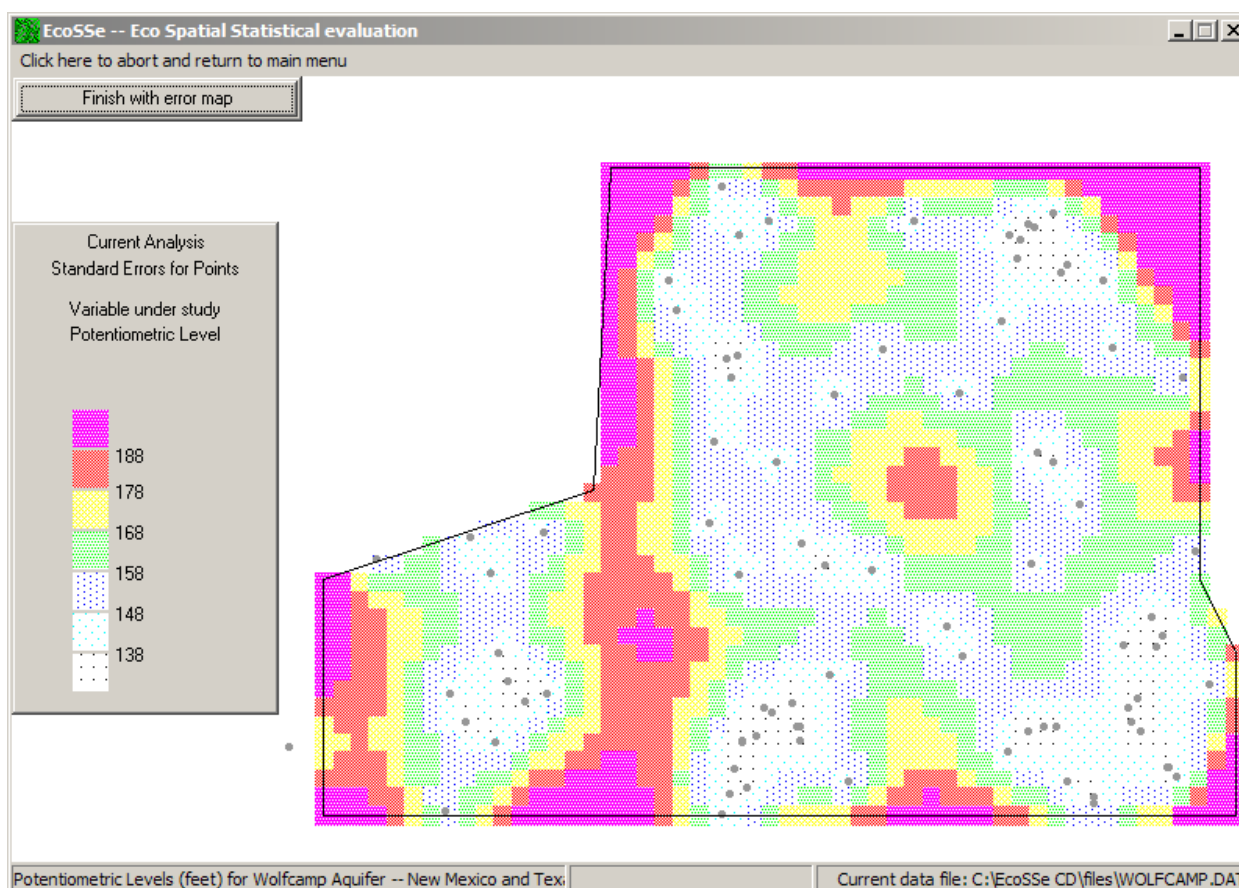 EcoSSe -- Eco Spatial Statistical evaluation
Click here to abort and return to main menu
Finish with error map
Current Analysis
Standard Errors for Points
Variable under study
Potentiometric Level
188
178
168
158
148
138
Potentiometric Levels (feet) for Wolfcamp Aquifer -- New Mexico and Texa
Current data file: C:\EcoSSe CD\files\WOLFCAMP.DAT